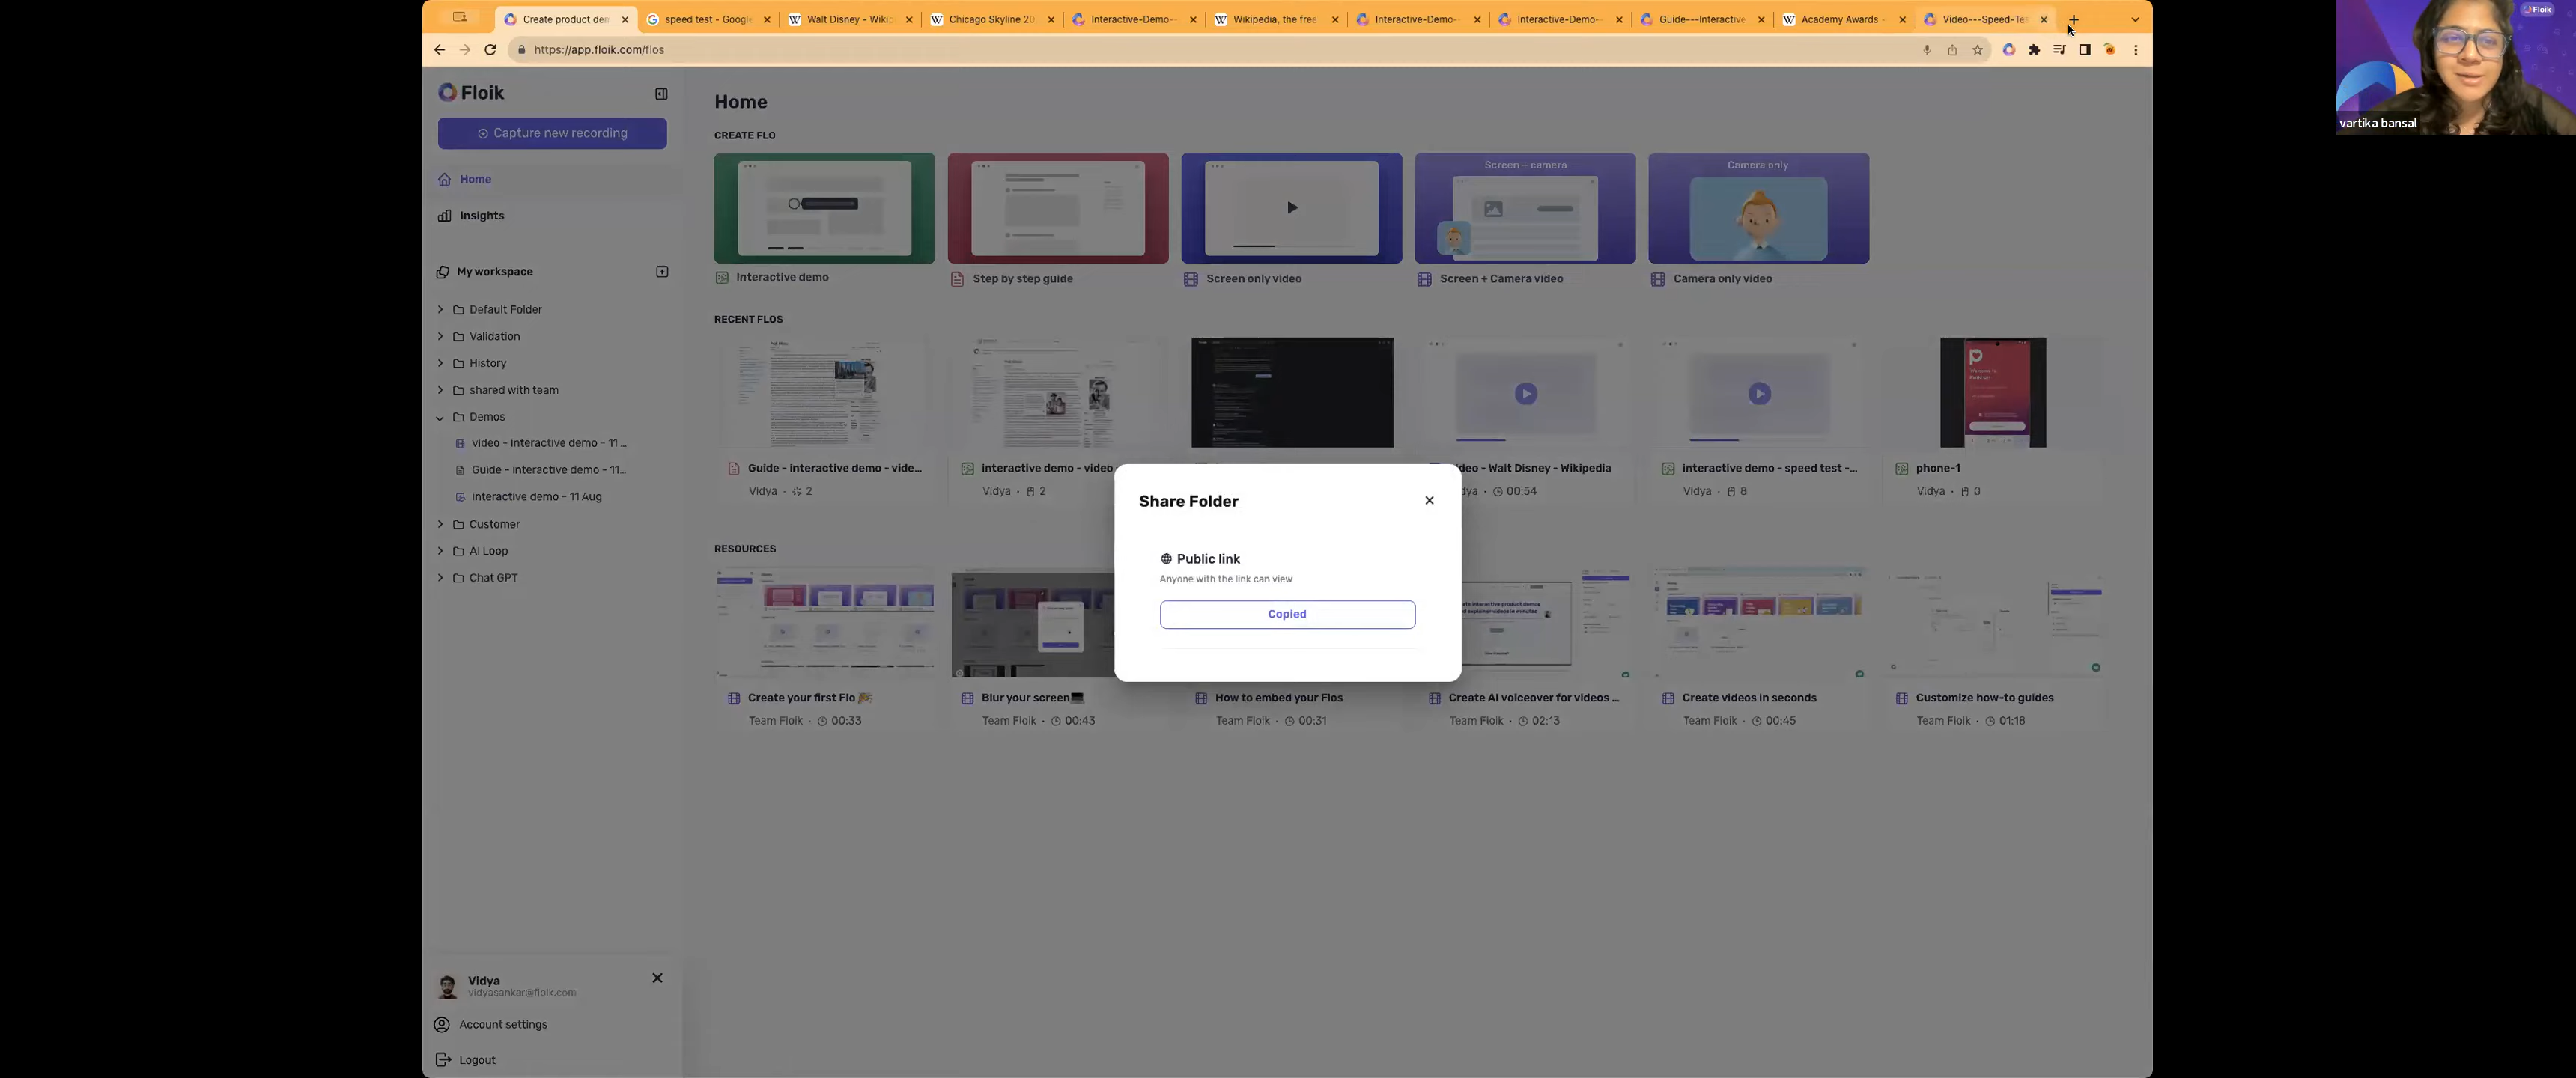 Create product den
speed test - Google
Walt Disney - Wikip
Chicago Skyline 20
Interactive-Demo-
Wikipedia, the free
Interactive-Demo-
Interactive-Demo-
Guide---Interactive
Academy Awards -
Video---Speed-Te
https://app.floik.com/flos
Floik
vartika bansal
Floik
Capture new recording
Home
Insights
My workspace
Default Folder
Validation
History
shared with team
Demos
video - interactive demo - 11 ...
Guide - interactive demo - 11...
interactive demo - 11 Aug
Customer
AI Loop
Chat GPT
Vidya
vidyasankar@floik.com
Account settings
Logout
Home
CREATE FLO
Screen + camera
Camera only
Interactive demo
Step by step guide
Screen only video
Screen + Camera video
Camera only video
RECENT FLOS
Guide - interactive demo - vide...
interactive demo - video
deo - Walt Disney - Wikipedia
interactive demo - speed test -...
phone-1
Vidya · 2
Vidya · 2
dya · 00:54
Vidya · 8
Vidya · 0
Share Folder
Public link
Anyone with the link can view
Copied
RESOURCES
Create your first Flo 🎉
Blur your screen💻
How to embed your Flos
Create AI voiceover for videos ...
Create videos in seconds
Customize how-to guides
Team Floik · 00:33
Team Floik · 00:43
Team Floik · 00:31
Team Floik · 02:13
Team Floik · 00:45
Team Floik · 01:18